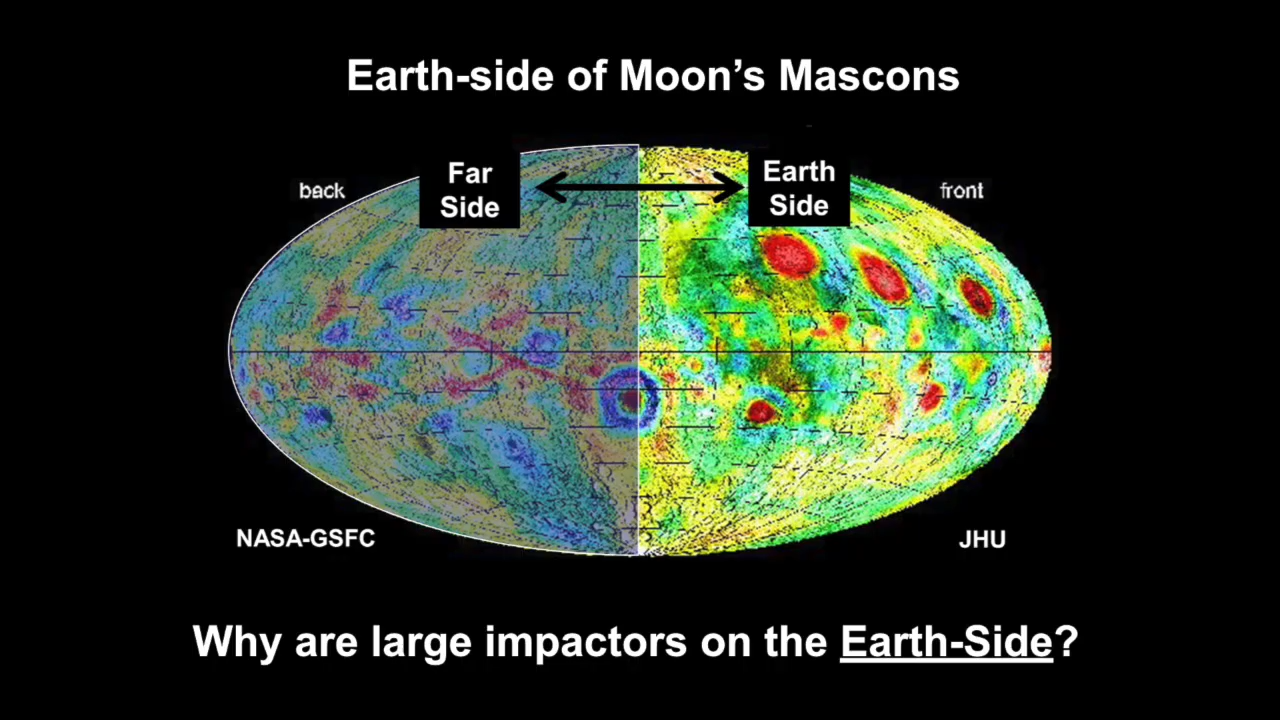 Earth-side of Moon’s Mascons
back
Far
Side
Earth
Side
front
NASA-GSFC
JHU
Why are large impactors on the Earth-Side?